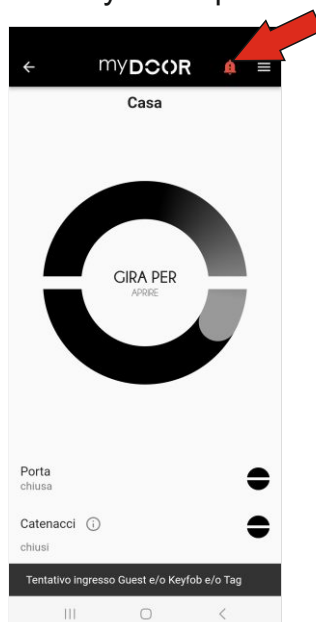 myDOOR
Casa
GIRA PER
APRIRE
Porta
chiusa
Catenacci
chiusi
Tentativo ingresso Guest e/o Keyfob e/o Tag